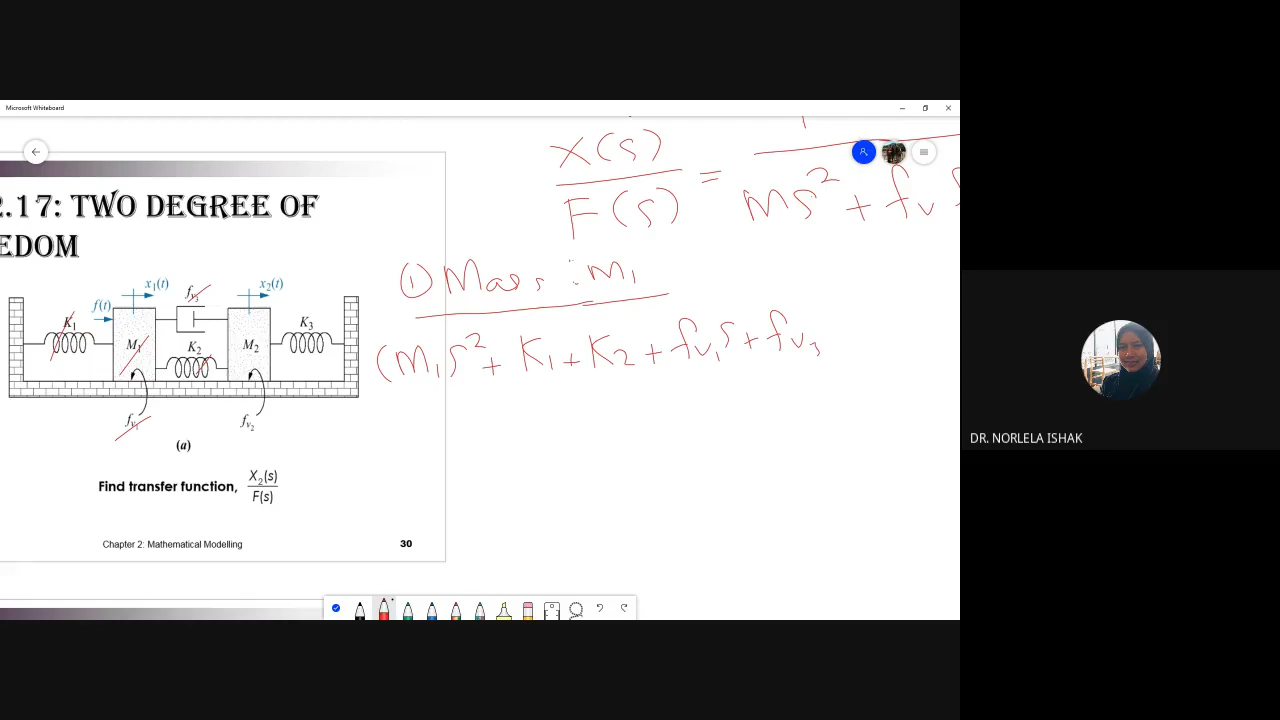 Microsoft Whiteboard
2.17: TWO DEGREE OF
EDOM
x₁(t)
fᵥ₃
x₂(t)
f(t)
K₁
M₁
K₂
M₂
K₃
fᵥ₁
fᵥ₂
(a)
Find transfer function, X₂(s)/F(s)
Chapter 2: Mathematical Modelling
30
X(s)/F(s) = 1/Ms² + fᵥ
① Mass : M₁
(M₁s² + K₁ + K₂ + fᵥ₁s + fᵥ₃
DR. NORLELA ISHAK